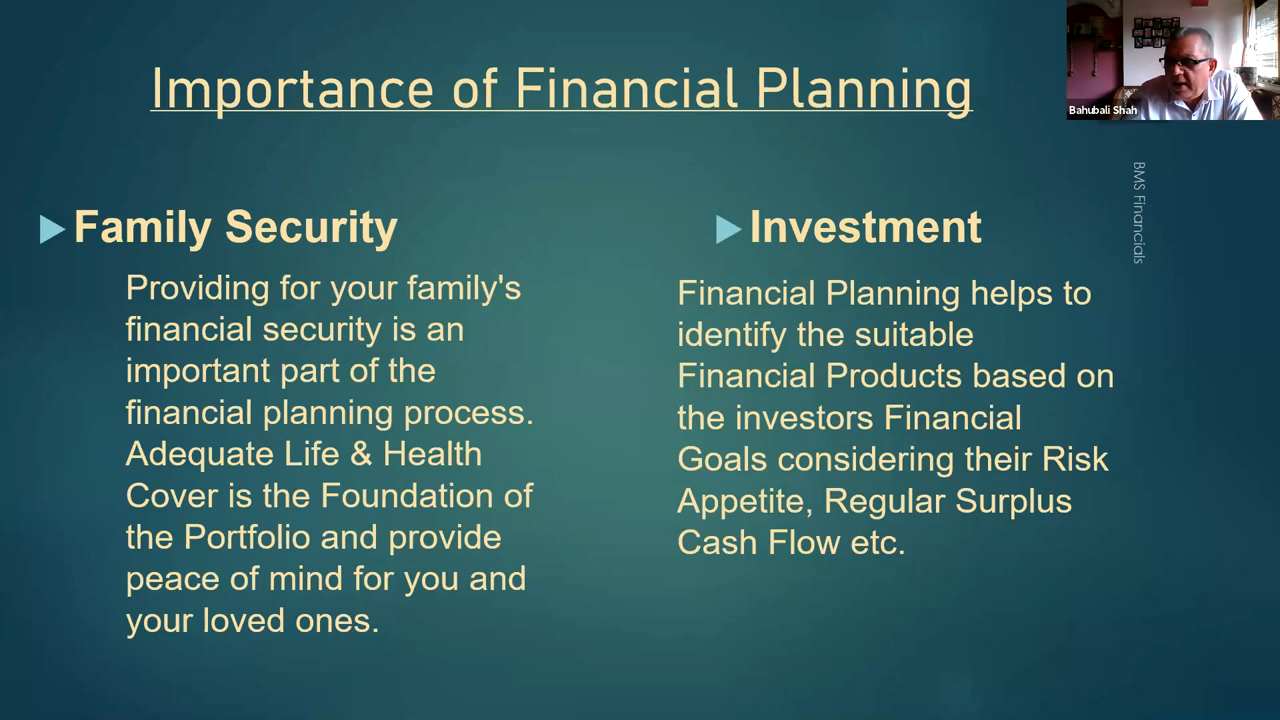 Importance of Financial Planning
Bahubali Shah
BMS Financials
Family Security
Providing for your family's
financial security is an
important part of the
financial planning process.
Adequate Life & Health
Cover is the Foundation of
the Portfolio and provide
peace of mind for you and
your loved ones.
Investment
Financial Planning helps to
identify the suitable
Financial Products based on
the investors Financial
Goals considering their Risk
Appetite, Regular Surplus
Cash Flow etc.